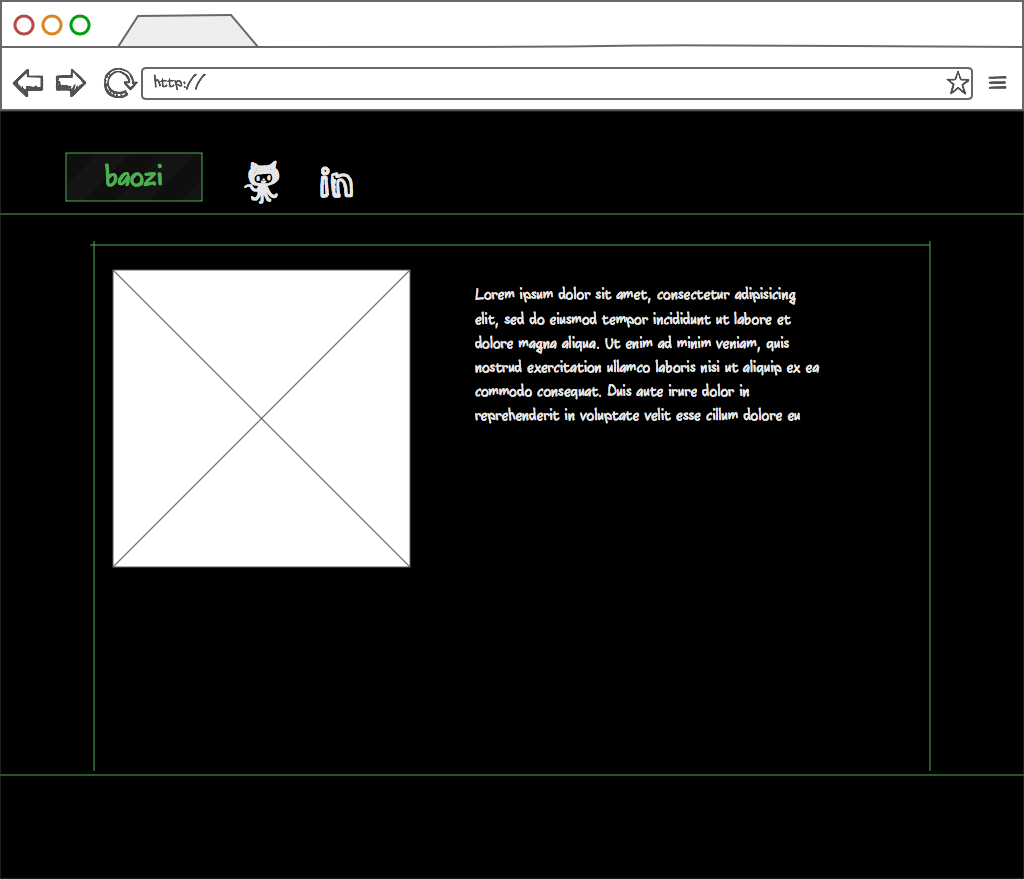 http://
baozi
in
Lorem ipsum dolor sit amet, consectetur adipisicing
elit, sed do eiusmod tempor incididunt ut labore et
dolore magna aliqua. Ut enim ad minim veniam, quis
nostrud exercitation ullamco laboris nisi ut aliquip ex ea
commodo consequat. Duis aute irure dolor in
reprehenderit in voluptate velit esse cillum dolore eu